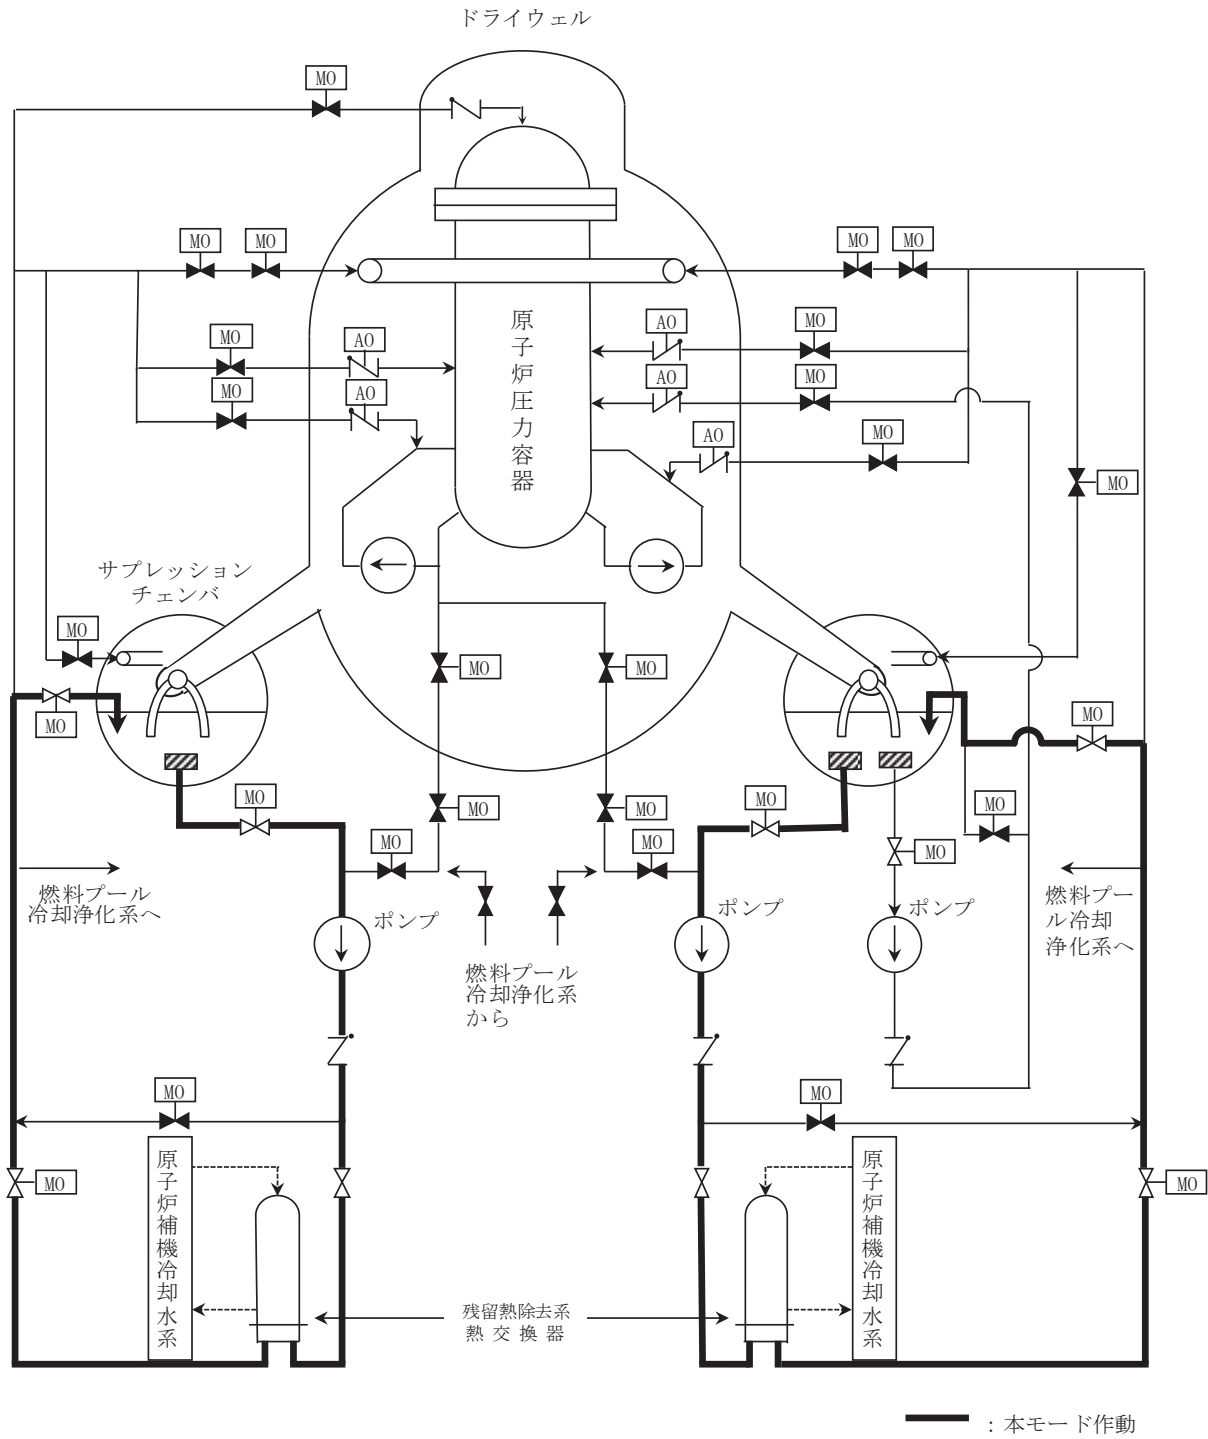 ドライウェル
MO
MO
MO
MO
MO
MO
AO
AO
MO
MO
AO
MO
AO
AO
MO
AO
MO
MO
原子炉圧力容器
サプレッション
チェンバ
MO
MO
MO
MO
MO
MO
MO
MO
MO
MO
MO
MO
MO
MO
燃料プール
冷却浄化系へ
ポンプ
ポンプ
ポンプ
燃料プー
ル冷却
浄化系へ
燃料プール
冷却浄化系
から
MO
MO
原子炉補機冷却水系
原子炉補機冷却水系
MO
MO
残留熱除去系
熱交換器
：本モード作動